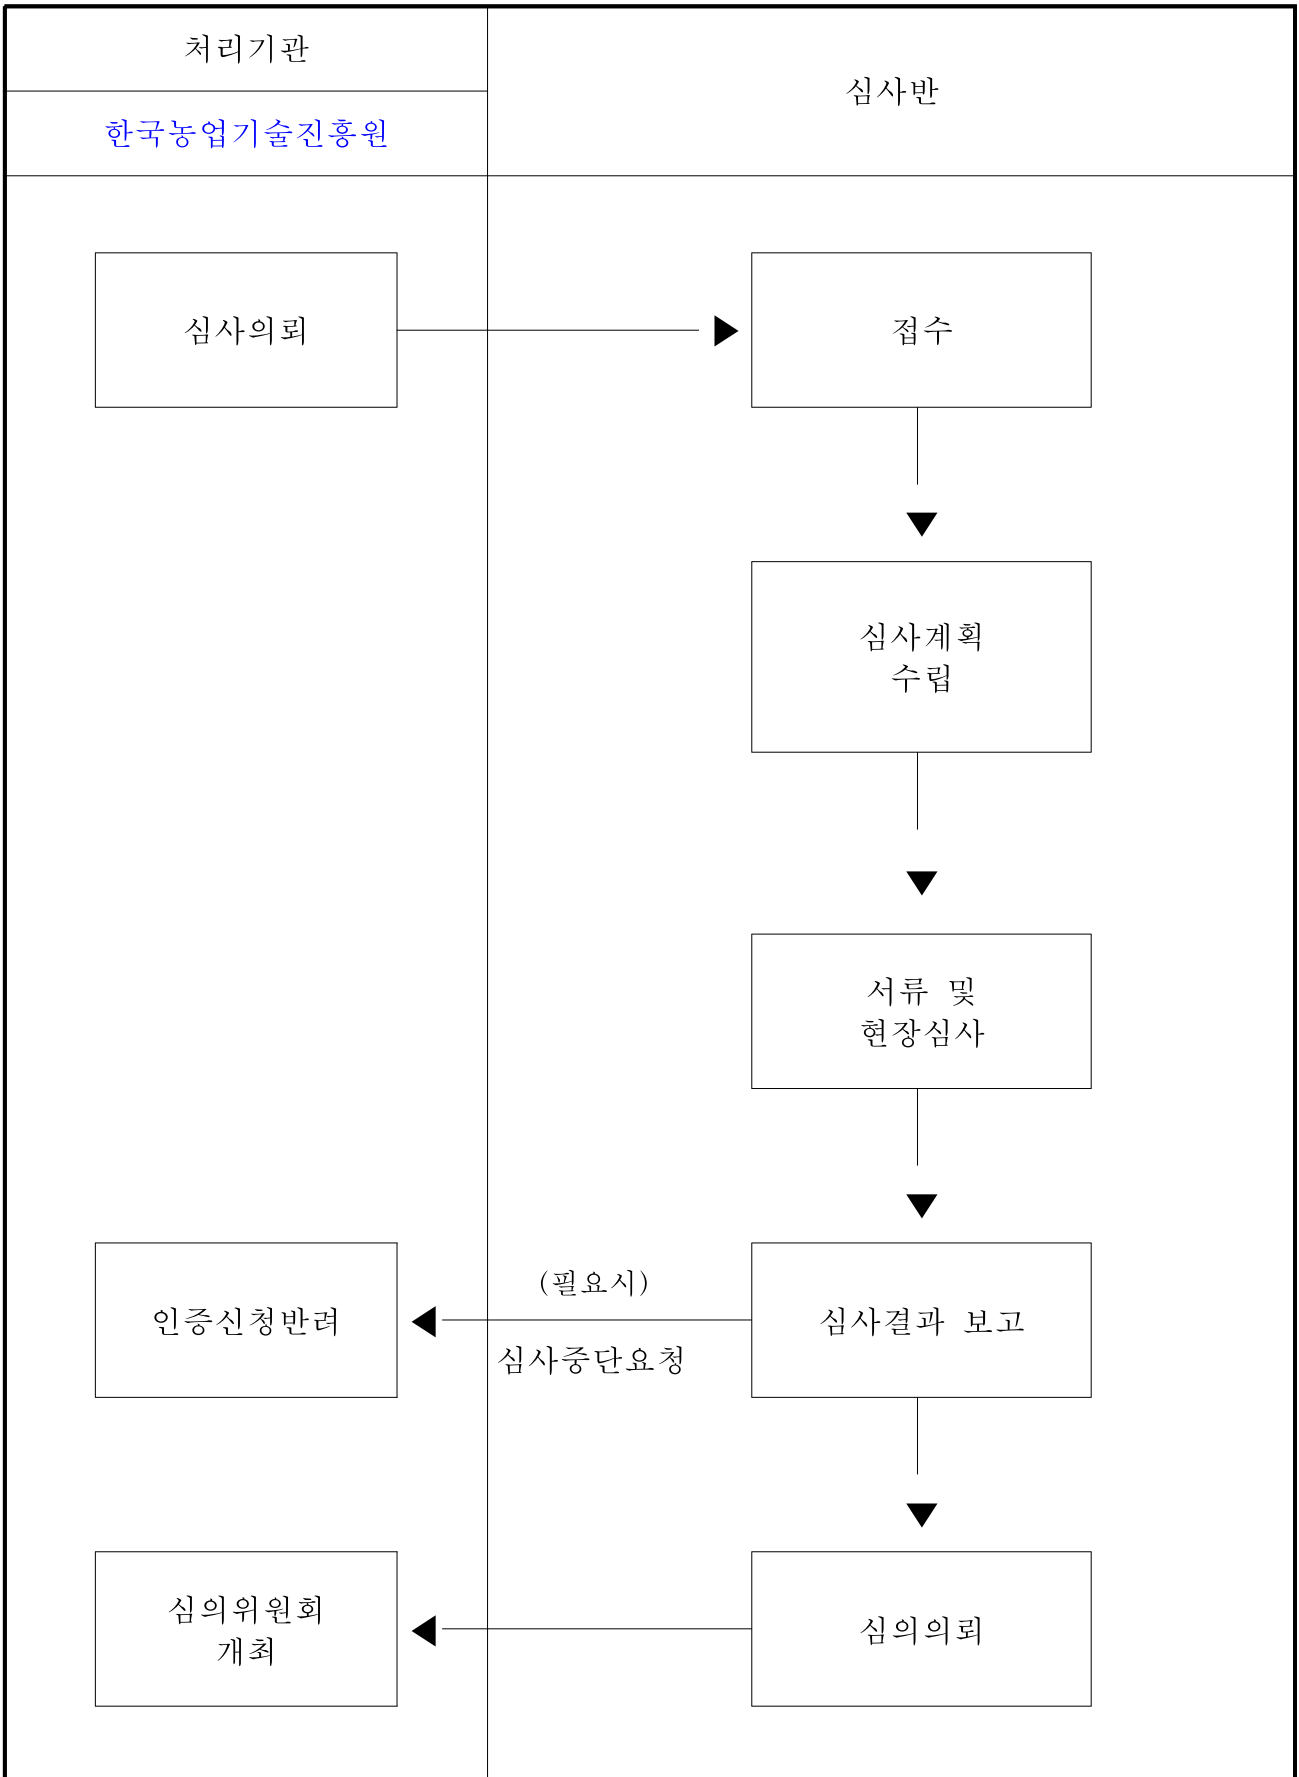 처리기관
심사반
한국농업기술진흥원
심사의뢰
접수
심사계획
수립
서류 및
현장심사
인증신청반려
(필요시)
심사중단요청
심사결과 보고
심의위원회
개최
심의의뢰